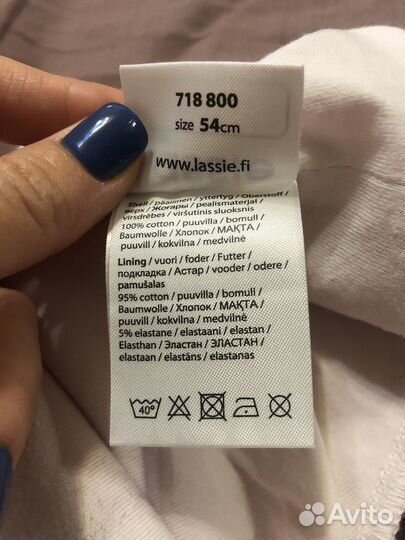 718 800
size 54cm
www.lassie.fi
Shell / päällinen / yttertyg / Oberstoff /
верх / Жоғары / pealismaterjal /
virsdrēbes / viršutinis sluoksnis
100% cotton / puuvilla / bomull /
Baumwolle / Хлопок / МАҚТА /
puuvill / kokvilna / medvilnė
Lining / vuori / foder / Futter /
подкладка / Астар / vooder / odere /
pamušalas
95% cotton / puuvilla / bomull /
Baumwolle / Хлопок / МАҚТА /
puuvill / kokvilna / medvilnė
5% elastane / elastaani / elastan /
Elasthan / Эластан / ЭЛАСТАН /
elastaan / elastāns / elastanas
40°
Avito